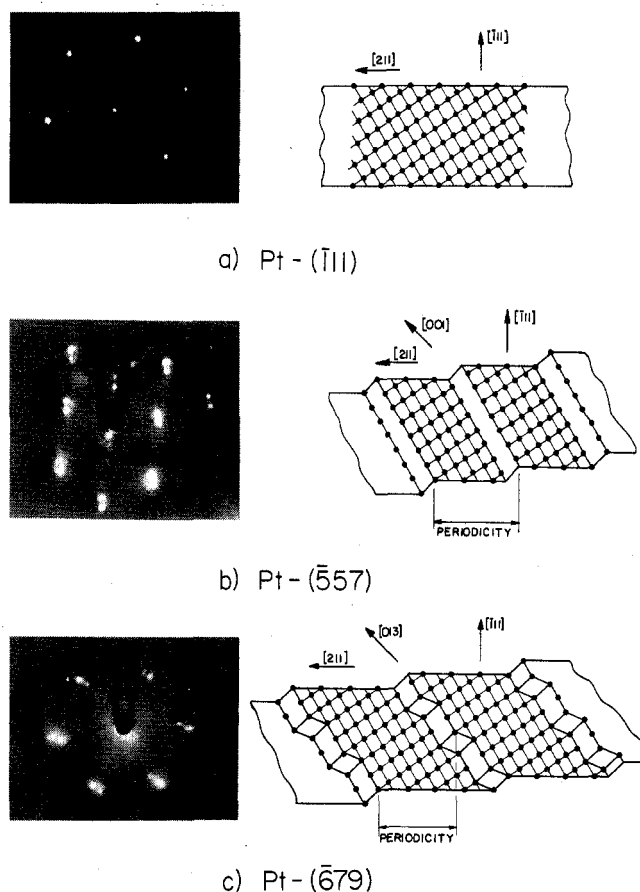 [211]
[1̄11]
a) Pt - (1̄11)
[001]
[211]
[1̄11]
PERIODICITY
b) Pt - (5̄57)
[013]
[211]
[1̄11]
PERIODICITY
c) Pt - (6̄79)